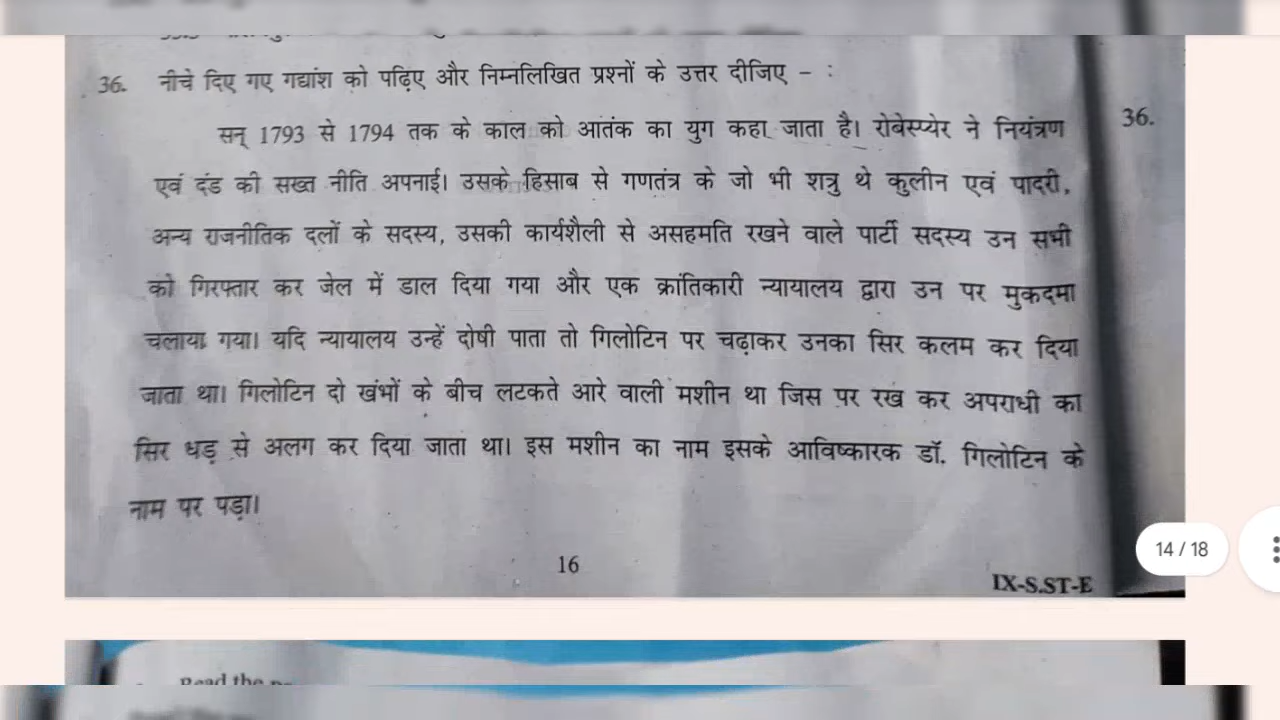 36. नीचे दिए गए गद्यांश को पढ़िए और निम्नलिखित प्रश्नों के उत्तर दीजिए – :
सन् 1793 से 1794 तक के काल को आतंक का युग कहा जाता है। रोबेस्प्येर ने नियंत्रण
36.
एवं दंड की सख्त नीति अपनाई। उसके हिसाब से गणतंत्र के जो भी शत्रु थे कुलीन एवं पादरी,
अन्य राजनीतिक दलों के सदस्य, उसकी कार्यशैली से असहमति रखने वाले पार्टी सदस्य उन सभी
को गिरफ्तार कर जेल में डाल दिया गया और एक क्रांतिकारी न्यायालय द्वारा उन पर मुकदमा
चलाया गया। यदि न्यायालय उन्हें दोषी पाता तो गिलोटिन पर चढ़ाकर उनका सिर कलम कर दिया
जाता था। गिलोटिन दो खंभों के बीच लटकते आरे वाली मशीन था जिस पर रख कर अपराधी का
सिर धड़ से अलग कर दिया जाता था। इस मशीन का नाम इसके आविष्कारक डॉ. गिलोटिन के
नाम पर पड़ा।
14 / 18
16
IX-S.ST-E
Read the